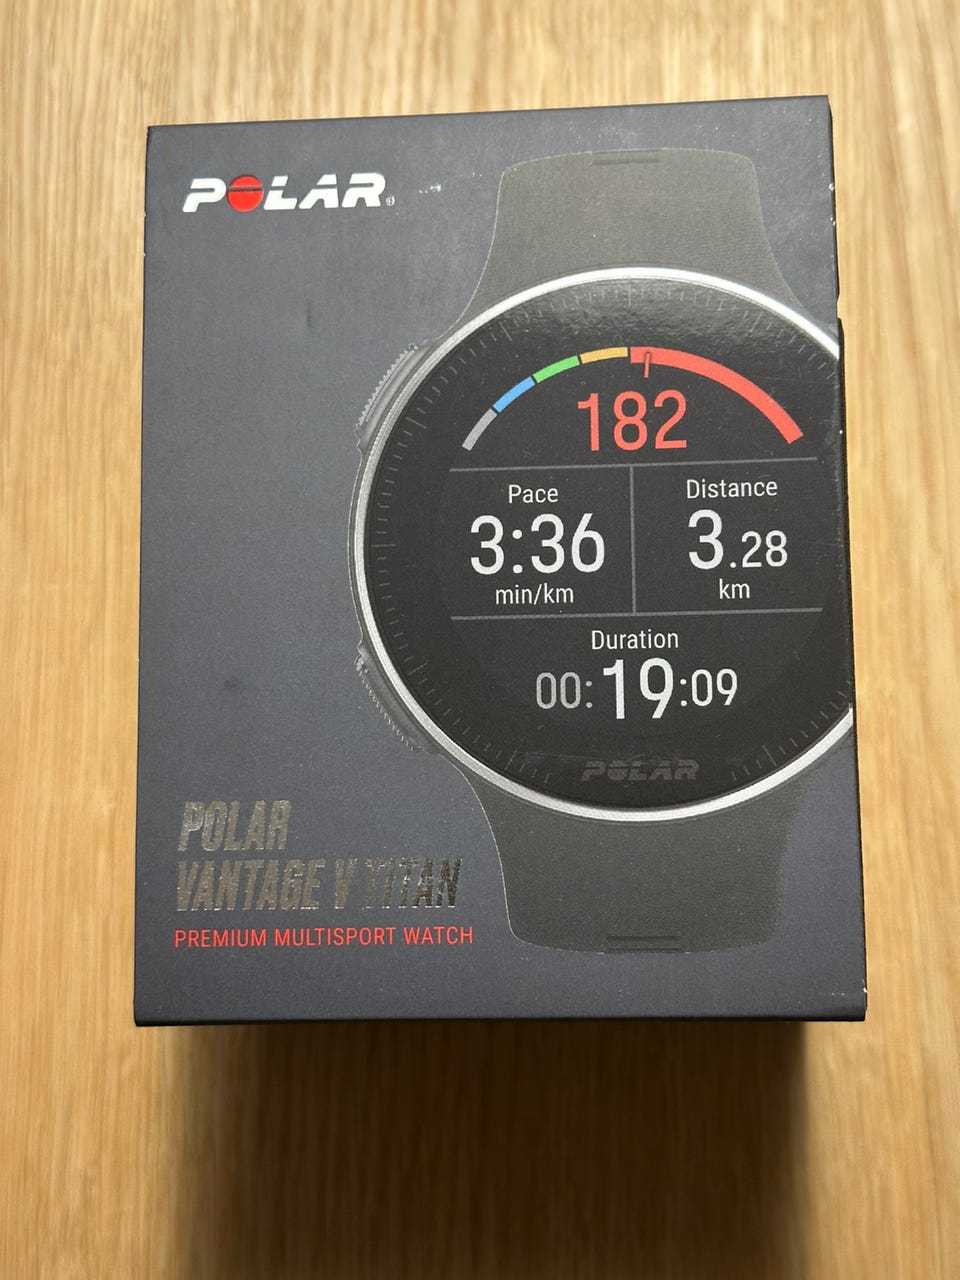 POLAR
182
Pace
3:36
min/km
Distance
3.28
km
Duration
00:19:09
POLAR
POLAR
VANTAGE V TITAN
PREMIUM MULTISPORT WATCH